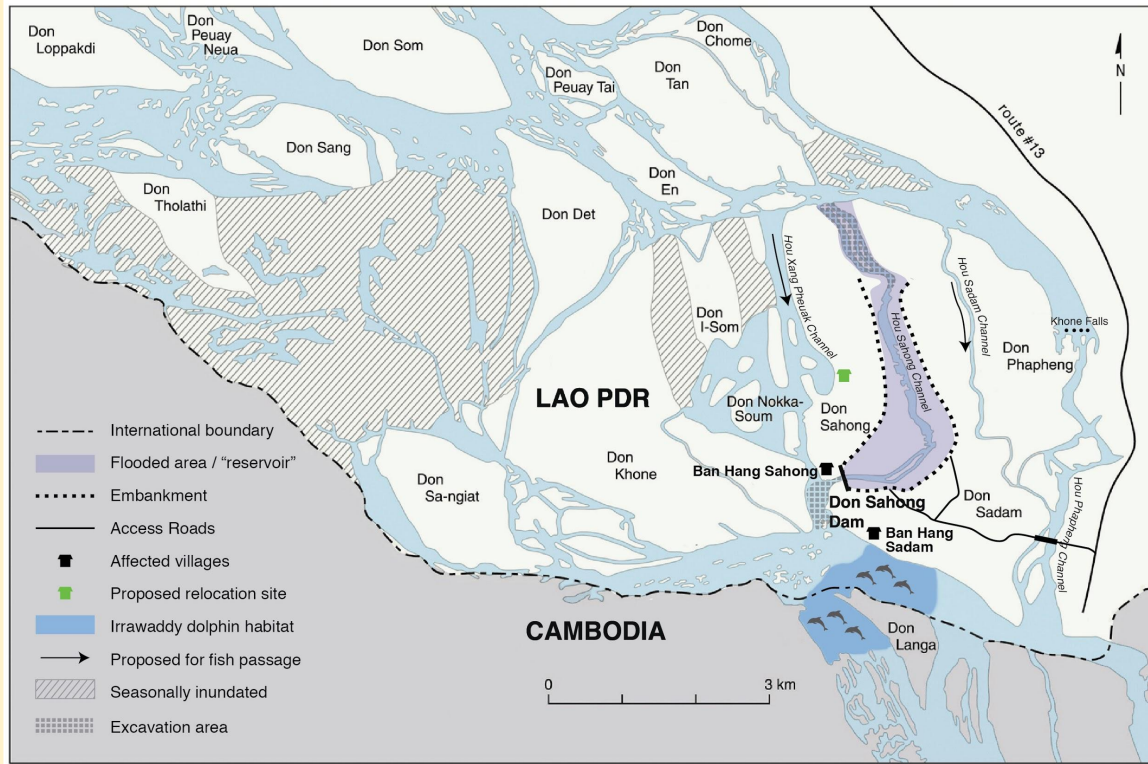 Don
Loppakdi
Don
Peuay
Neua
Don Som
Don
Chome
Don
Peuay Tai
Don
Tan
N
route #13
Don Sang
Don
Tholathi
Don
En
Don Det
Hou Xang Pheuak Channel
Hou Sadam Channel
Khone Falls
Don
I-Som
Hou Sahong Channel
Don
Phapheng
LAO PDR
Don Nokka-
Soum
Don
Sahong
Don
Khone
Ban Hang Sahong
Don
Sa-ngiat
Don Sahong
Dam
Don
Sadam
Ban Hang
Sadam
Hou Phapheng Channel
CAMBODIA
Don
Langa
0
3 km
International boundary
Flooded area / “reservoir”
Embankment
Access Roads
Affected villages
Proposed relocation site
Irrawaddy dolphin habitat
Proposed for fish passage
Seasonally inundated
Excavation area